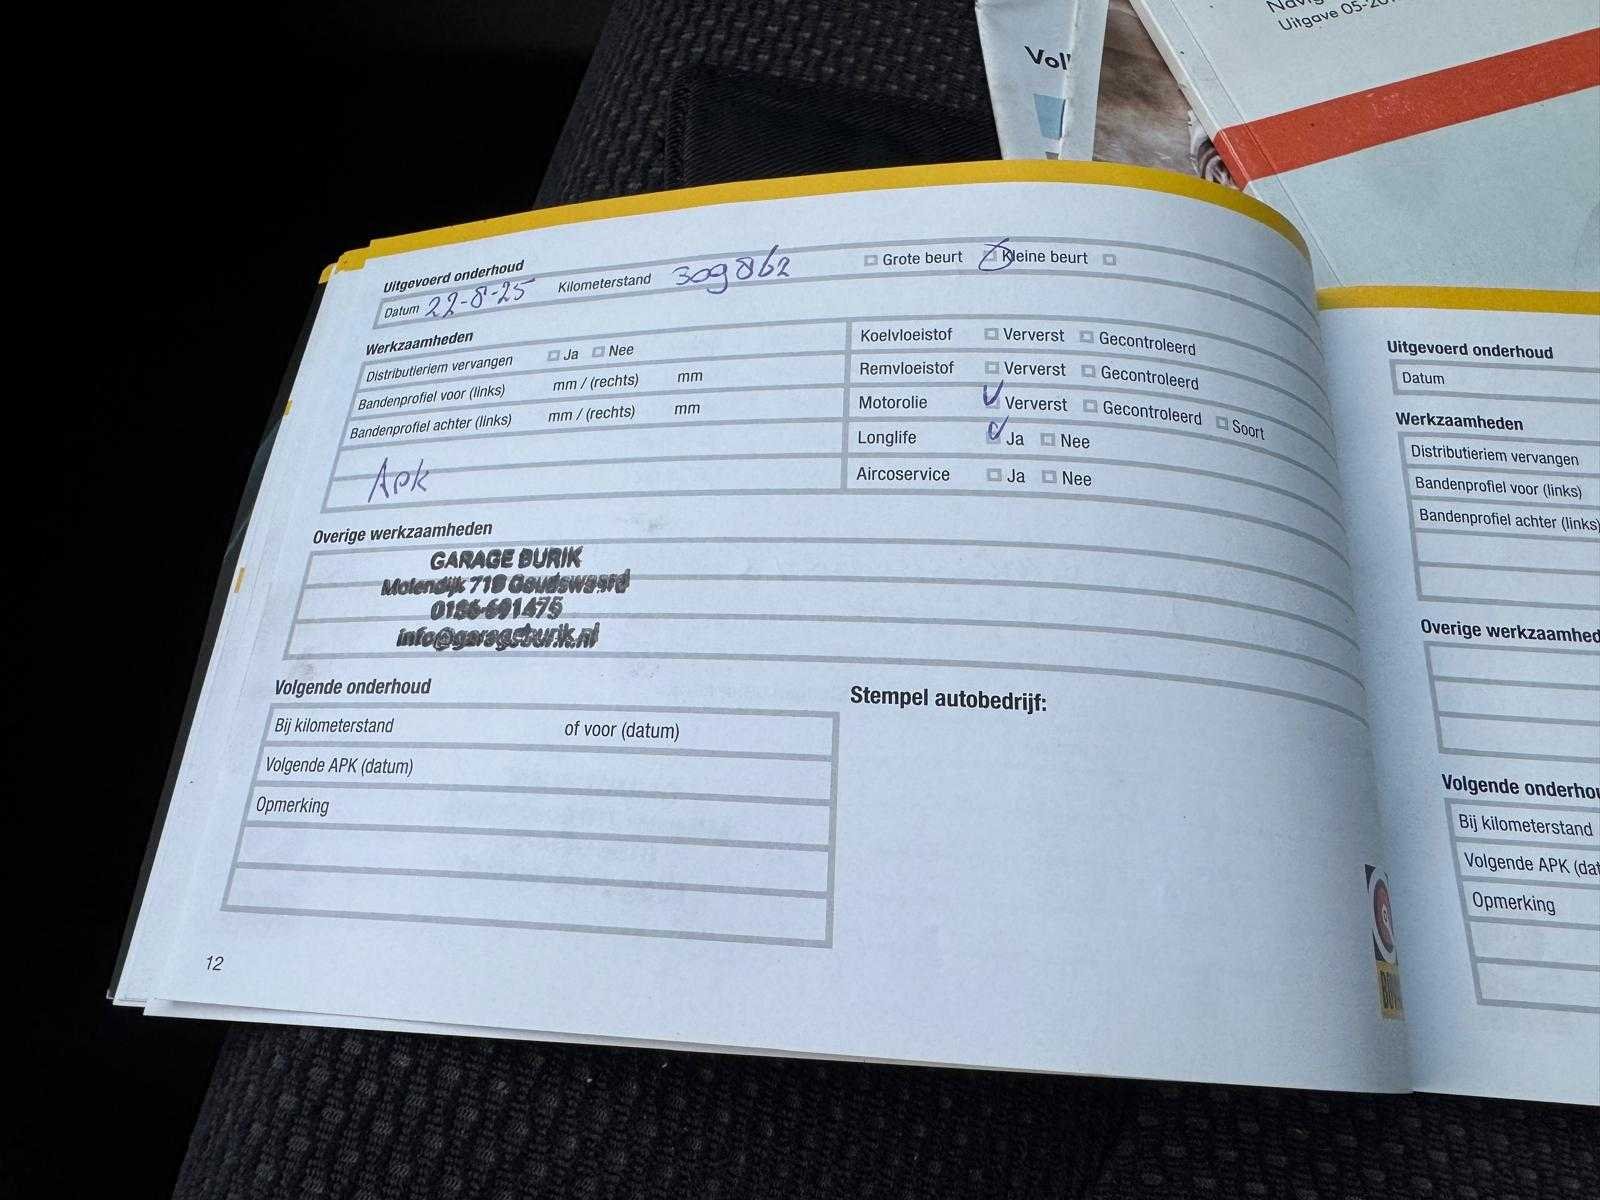 Navig
Uitgave 05-20
Vol
Uitgevoerd onderhoud
Datum 22-8-25 Kilometerstand 309862 Grote beurt Kleine beurt
Werkzaamheden
Distributieriem vervangen Ja Nee
Bandenprofiel voor (links) mm / (rechts) mm
Bandenprofiel achter (links) mm / (rechts) mm
Apk
Koelvloeistof Ververst Gecontroleerd
Remvloeistof Ververst Gecontroleerd
Motorolie Ververst Gecontroleerd Soort
Longlife Ja Nee
Aircoservice Ja Nee
Overige werkzaamheden
GARAGE BURIK
Molendijk 71B Goudswaard
0186-691475
info@garageburik.nl
Volgende onderhoud
Bij kilometerstand of voor (datum)
Volgende APK (datum)
Opmerking
Stempel autobedrijf:
12
BOV
Uitgevoerd onderhoud
Datum
Werkzaamheden
Distributieriem vervangen
Bandenprofiel voor (links)
Bandenprofiel achter (links)
Overige werkzaamhed
Volgende onderhou
Bij kilometerstand
Volgende APK (dat
Opmerking